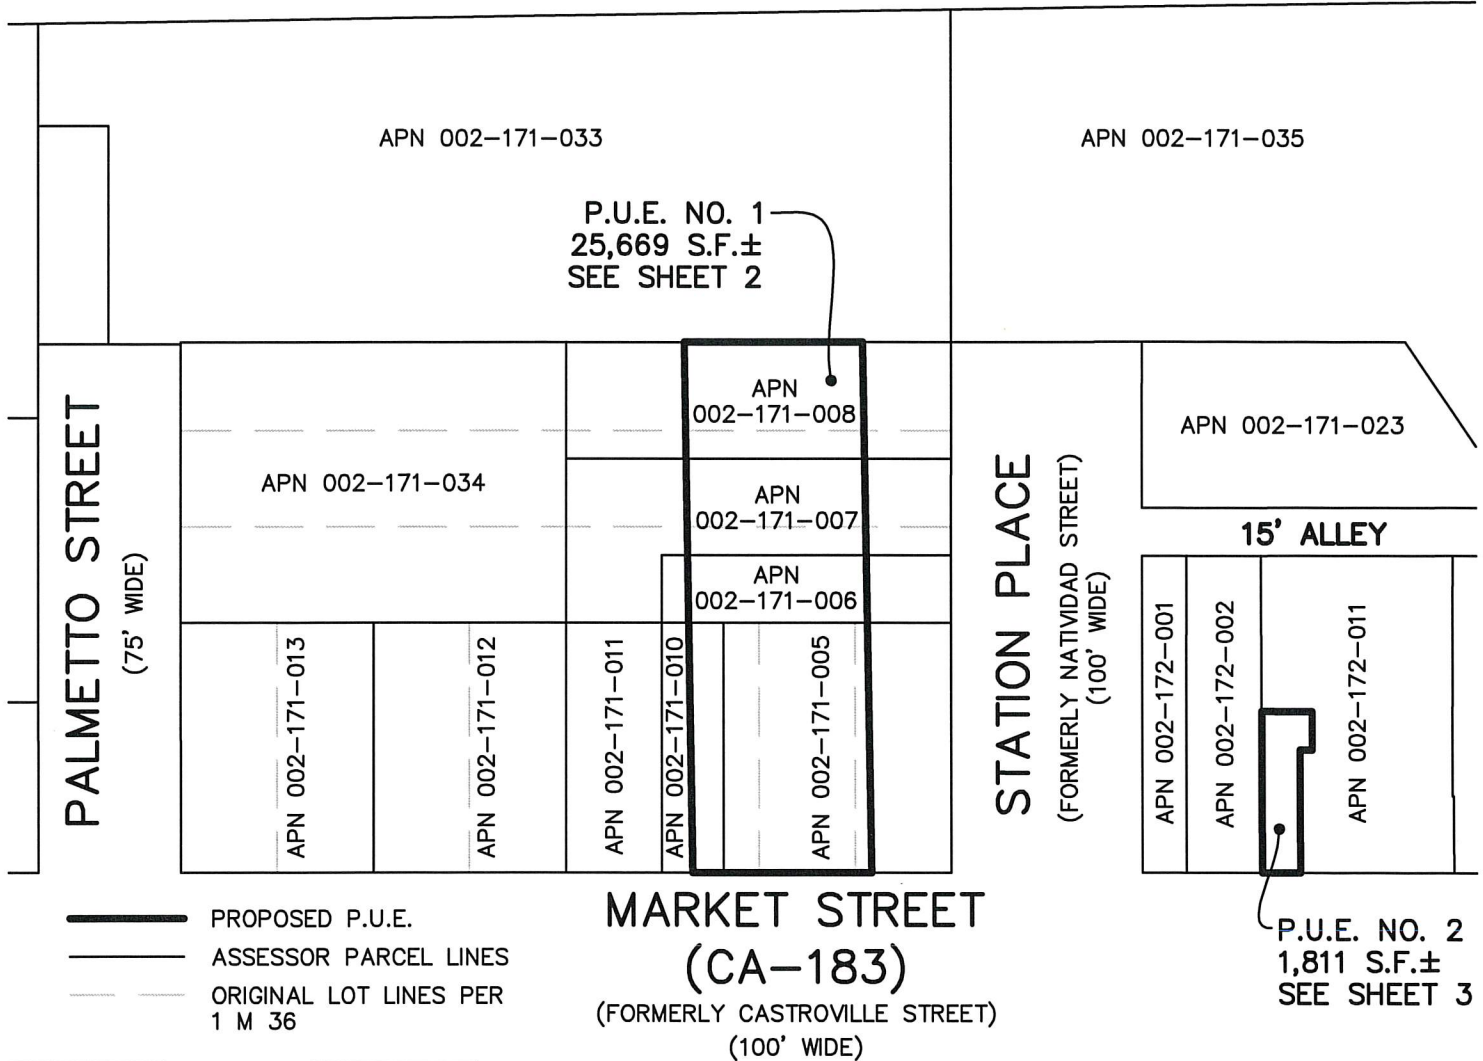 APN 002-171-033
APN 002-171-035
P.U.E. NO. 1
25,669 S.F.±
SEE SHEET 2
APN
002-171-008
APN 002-171-023
APN 002-171-034
APN
002-171-007
15' ALLEY
APN
002-171-006
PALMETTO STREET
(75' WIDE)
STATION PLACE
(FORMERLY NATIVIDAD STREET)
(100' WIDE)
APN 002-171-013
APN 002-171-012
APN 002-171-011
APN 002-171-010
APN 002-171-005
APN 002-172-001
APN 002-172-002
APN 002-172-011
PROPOSED P.U.E.
ASSESSOR PARCEL LINES
ORIGINAL LOT LINES PER
1 M 36
MARKET STREET
(CA-183)
(FORMERLY CASTROVILLE STREET)
(100' WIDE)
P.U.E. NO. 2
1,811 S.F.±
SEE SHEET 3